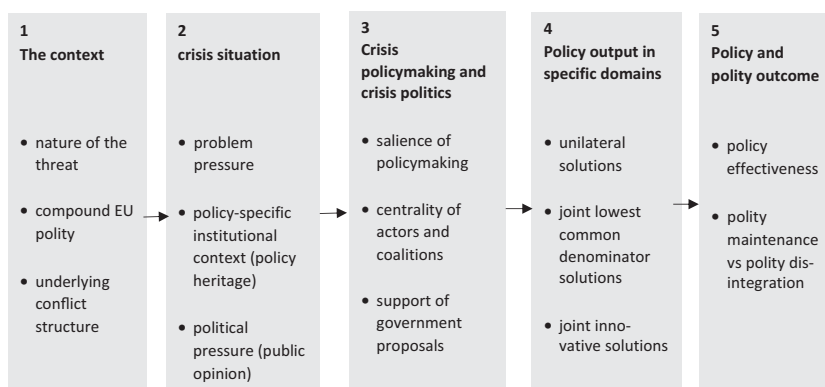 1
The context
• nature of the
threat
• compound EU
polity
• underlying
conflict
structure
2
crisis situation
• problem
pressure
• policy-specific
institutional
context (policy
heritage)
• political
pressure (public
opinion)
3
Crisis
policymaking and
crisis politics
• salience of
policymaking
• centrality of
actors and
coalitions
• support of
government
proposals
4
Policy output in
specific domains
• unilateral
solutions
• joint lowest
common
denominator
solutions
• joint inno-
vative solutions
5
Policy and
polity outcome
• policy
effectiveness
• polity
maintenance
vs polity dis-
integration